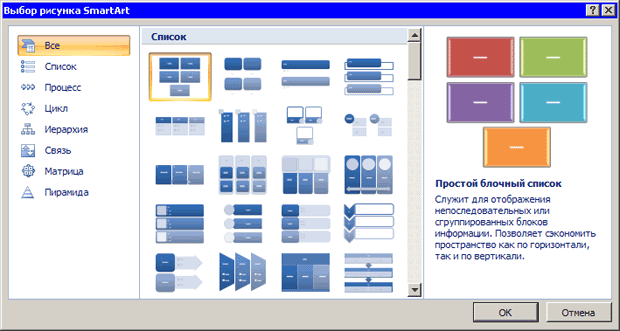 Выбор рисунка SmartArt
Все
Список
Процесс
Цикл
Иерархия
Связь
Матрица
Пирамида
Список
Простой блочный список
Служит для отображения
непоследовательных или
сгруппированных блоков
информации. Позволяет сэкономить
пространство как по горизонтали,
так и по вертикали.
ОК
Отмена